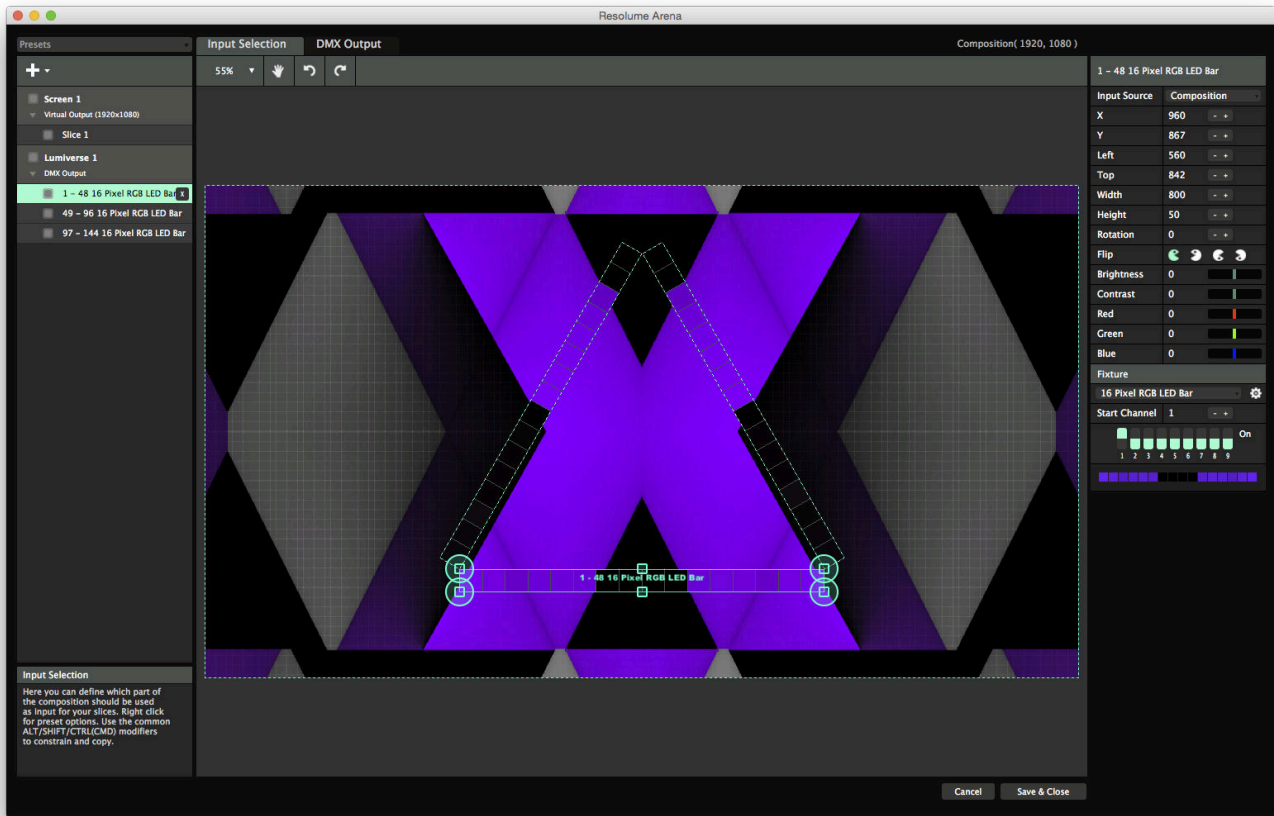 Resolume Arena
Presets
Input Selection
DMX Output
Composition( 1920, 1080 )
55%
Screen 1
Virtual Output (1920x1080)
Slice 1
Lumiverse 1
DMX Output
1 - 48 16 Pixel RGB LED Bar x
49 - 96 16 Pixel RGB LED Bar
97 - 144 16 Pixel RGB LED Bar
Input Selection
Here you can define which part
of the composition should be used
as input for your slices. Right click
for preset options. Use the common
ALT/SHIFT/CTRL(CMD) modifiers
to constrain and copy.
1 - 48 16 Pixel RGB LED Bar
1 - 48 16 Pixel RGB LED Bar
Input Source Composition
X 960 - +
Y 867 - +
Left 560 - +
Top 842 - +
Width 800 - +
Height 50 - +
Rotation 0 - +
Flip
Brightness 0
Contrast 0
Red 0
Green 0
Blue 0
Fixture
16 Pixel RGB LED Bar
Start Channel 1 - +
On
1 2 3 4 5 6 7 8 9
Cancel
Save & Close